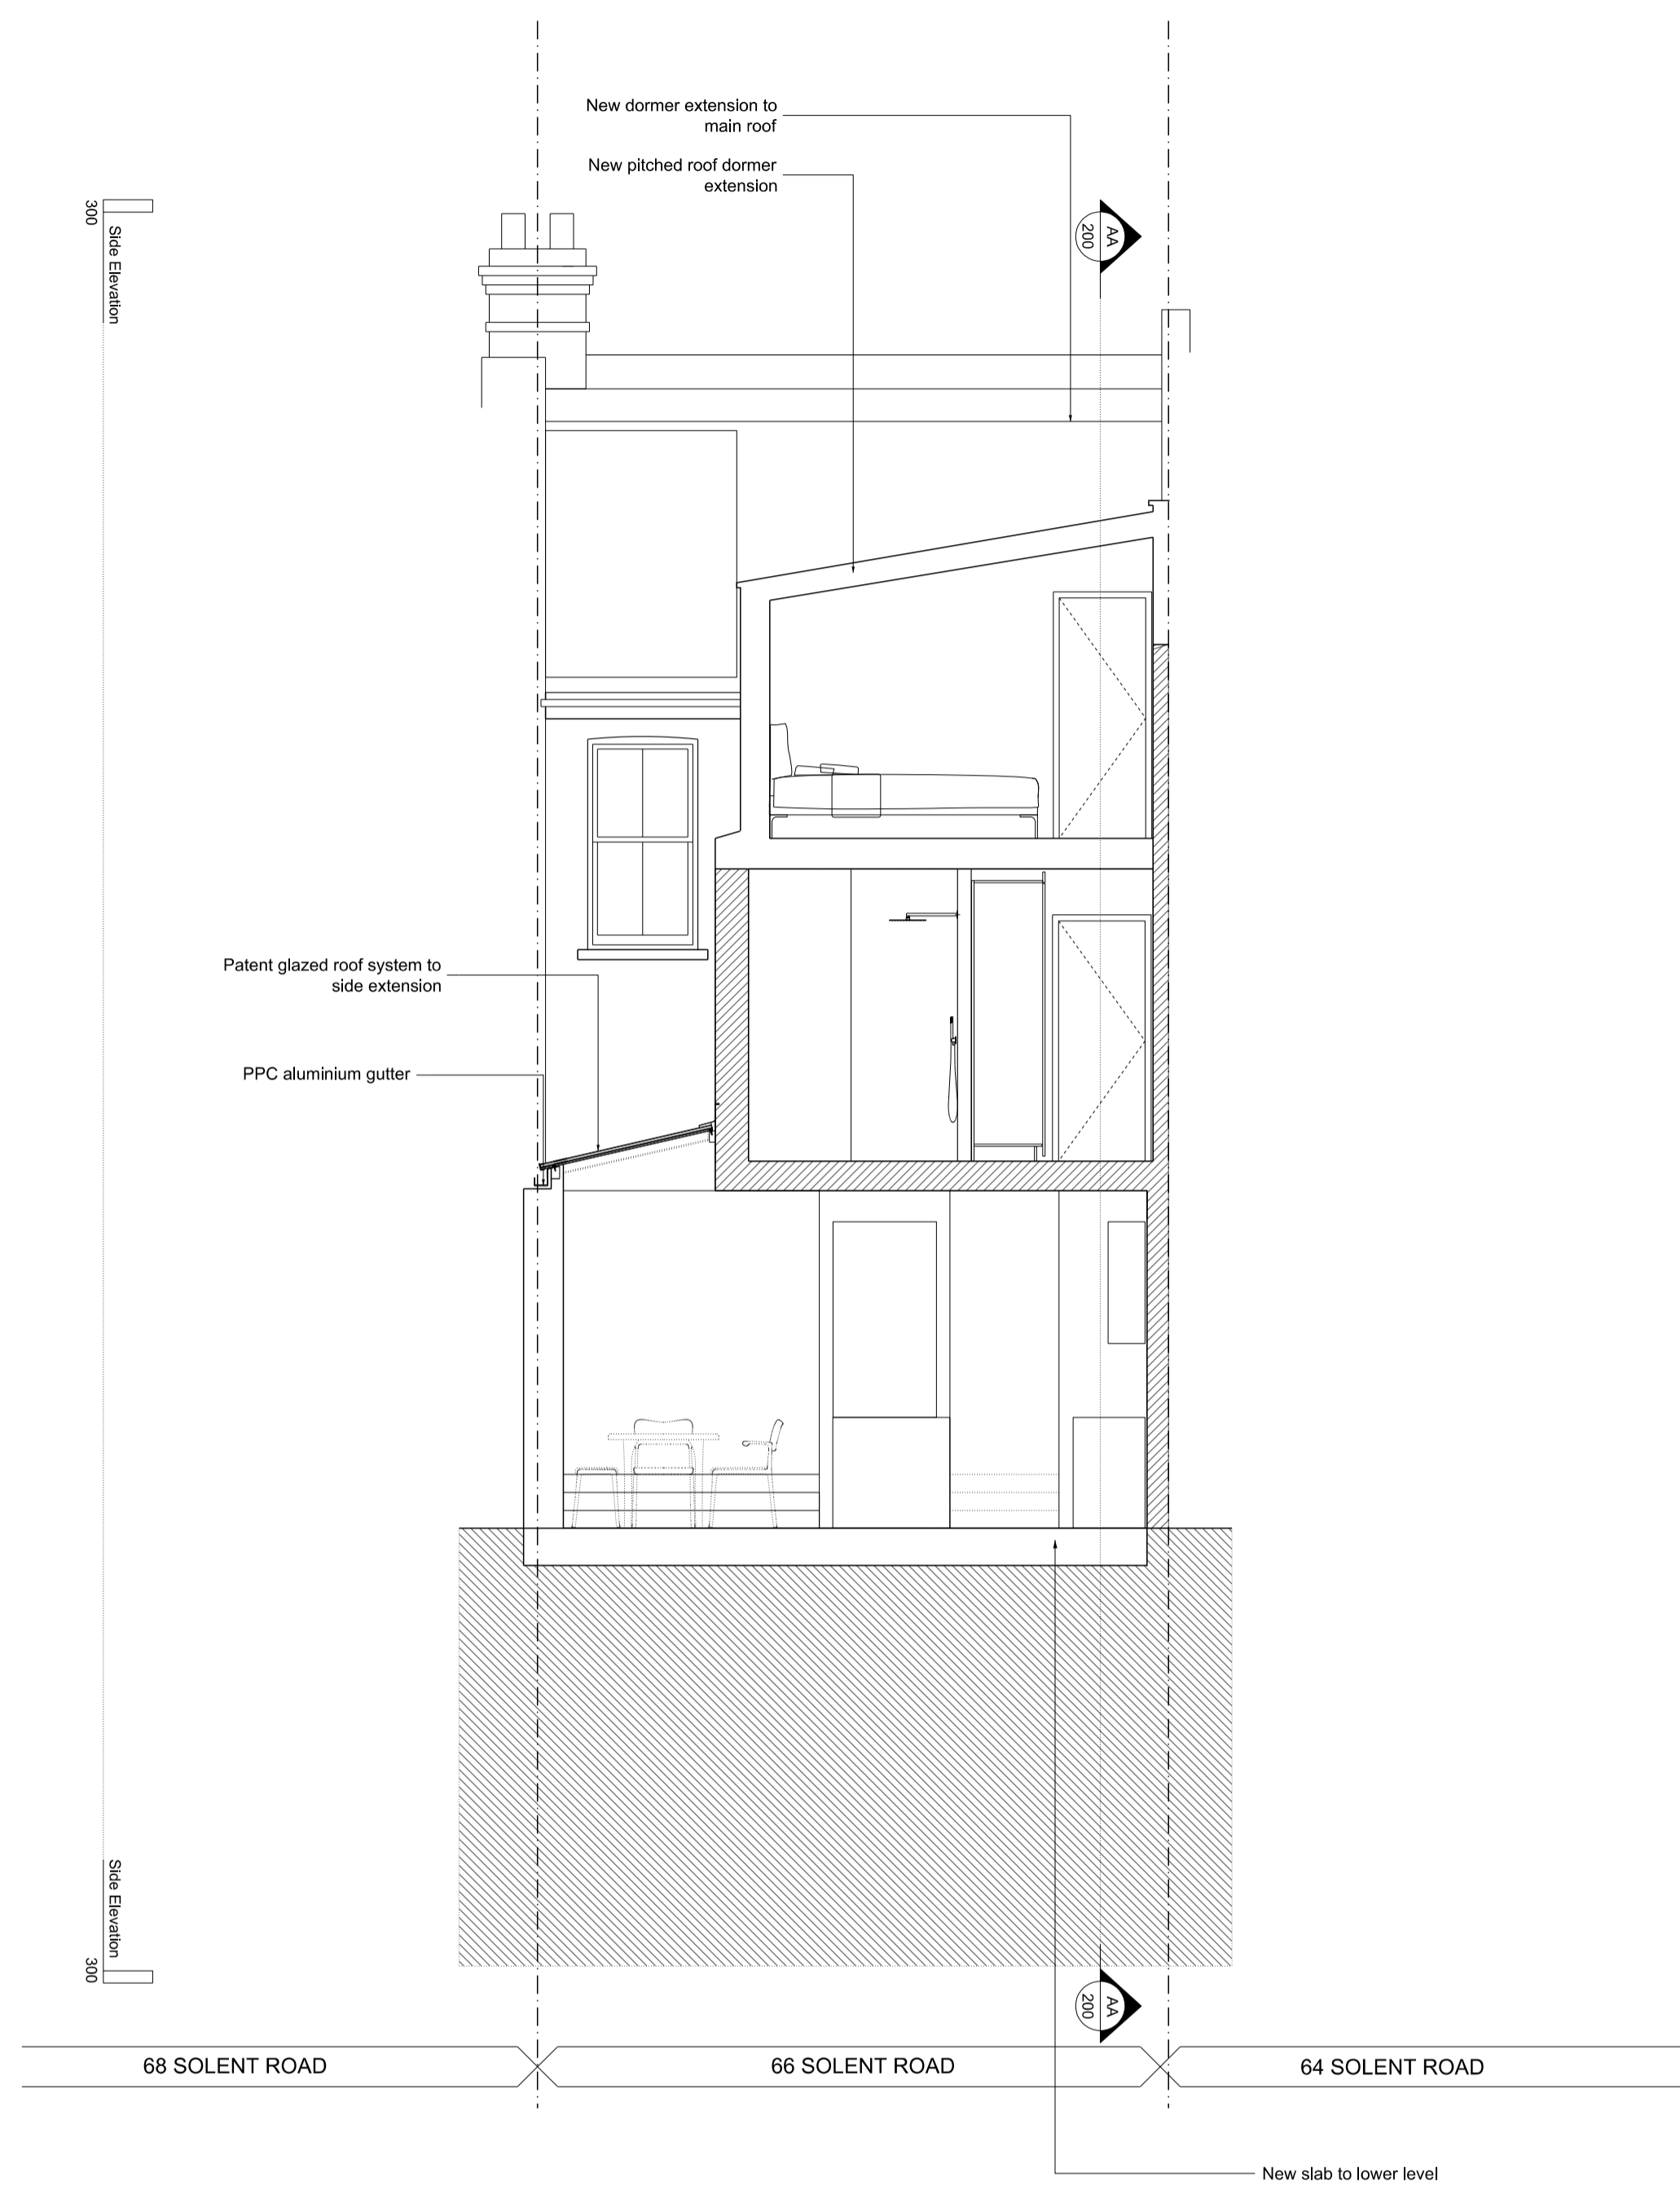 New dormer extension to
main roof
New pitched roof dormer
extension
300
Side Elevation
AA
200
Patent glazed roof system to
side extension
PPC aluminium gutter
Side Elevation
300
AA
200
68 SOLENT ROAD
66 SOLENT ROAD
64 SOLENT ROAD
New slab to lower level